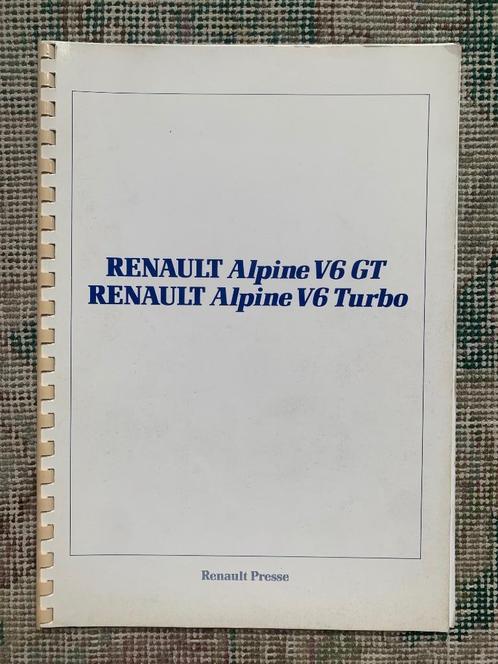 RENAULT Alpine V6 GT
RENAULT Alpine V6 Turbo
Renault Presse